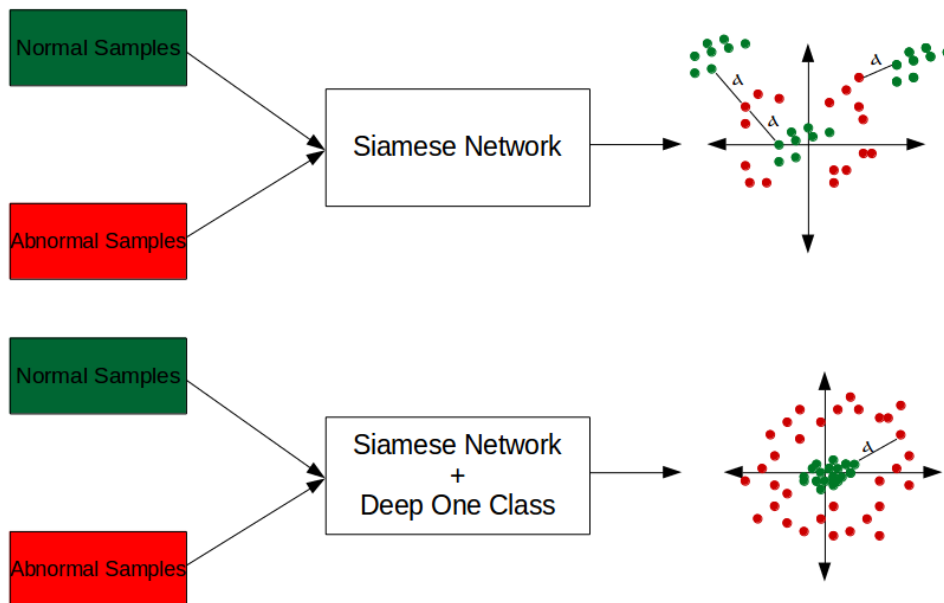 Normal Samples
d
d
d
Siamese Network
Abnormal Samples
Normal Samples
d
Siamese Network
+
Deep One Class
Abnormal Samples